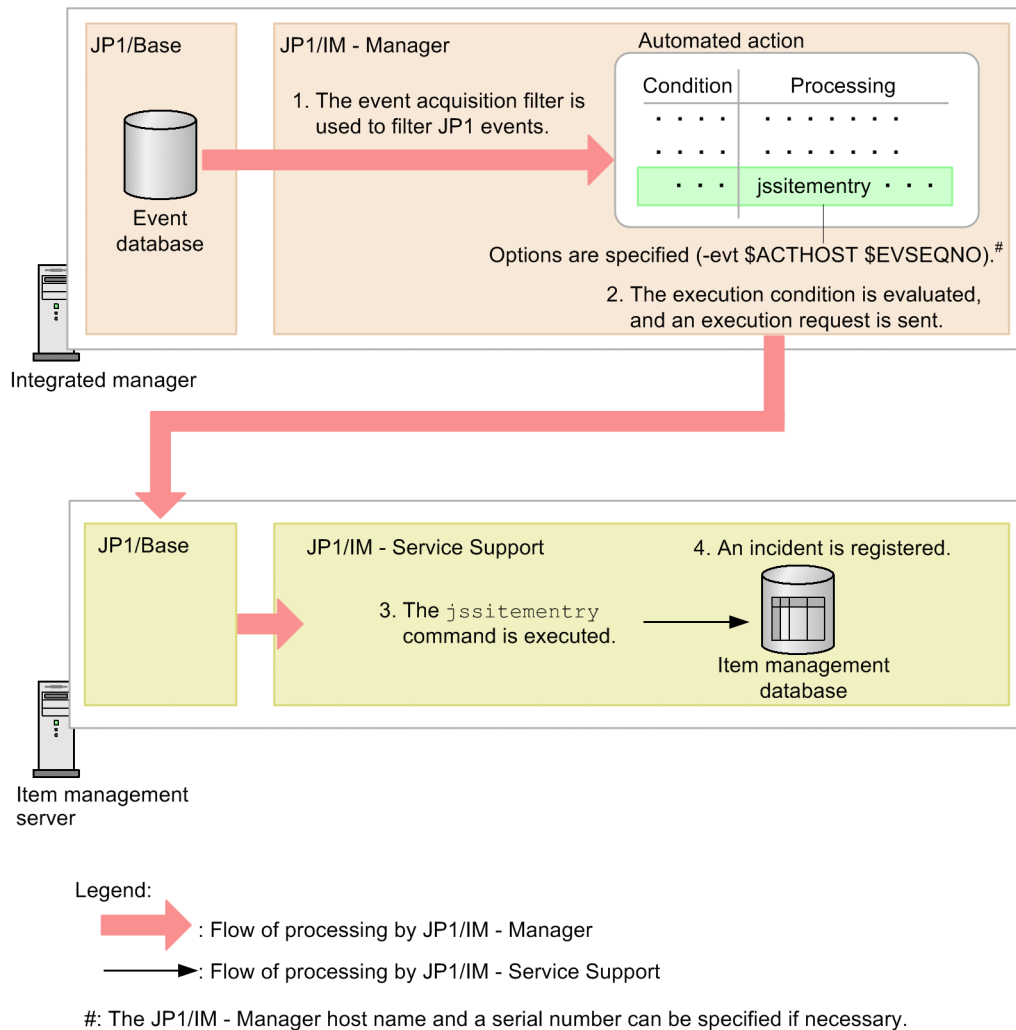 JP1/Base
JP1/IM - Manager
Automated action
Condition
Processing
1. The event acquisition filter is
used to filter JP1 events.
jssitementry
Event
database
Options are specified (-evt $ACTHOST $EVSEQNO).#
2. The execution condition is evaluated,
and an execution request is sent.
Integrated manager
JP1/Base
JP1/IM - Service Support
4. An incident is registered.
3. The jssitementry
command is executed.
Item management
database
Item management
server
Legend:
: Flow of processing by JP1/IM - Manager
: Flow of processing by JP1/IM - Service Support
#: The JP1/IM - Manager host name and a serial number can be specified if necessary.